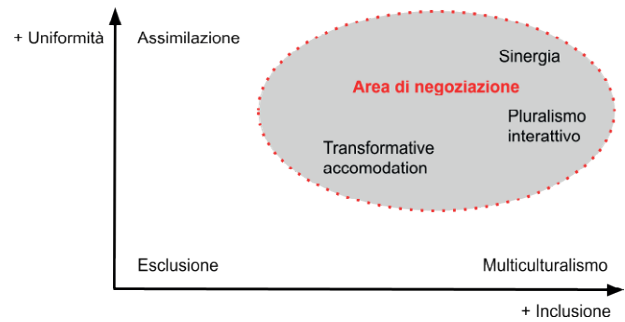 + Uniformità
Assimilazione
Sinergia
Area di negoziazione
Pluralismo
interattivo
Transformative
accomodation
Esclusione
Multiculturalismo
+ Inclusione